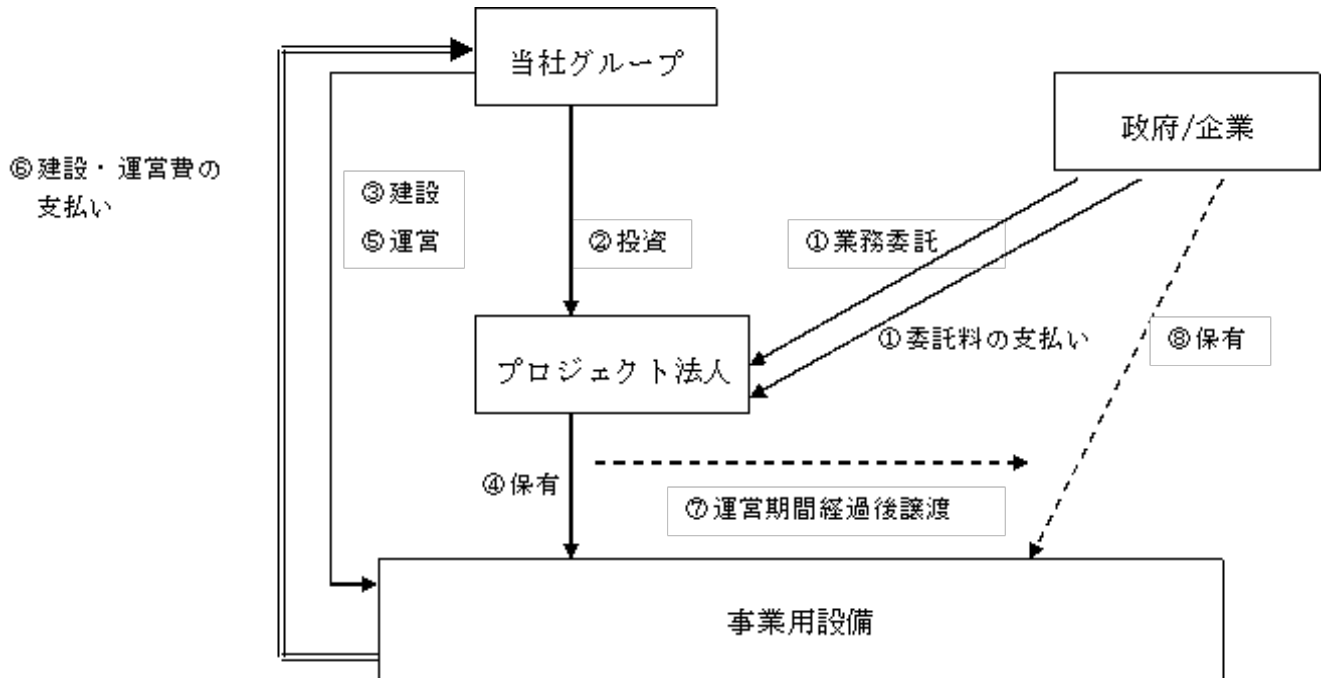 当社グループ
政府/企業
⑥建設・運営費の
支払い
③建設
⑤運営
②投資
①業務委託
①委託料の支払い
⑧保有
プロジェクト法人
④保有
⑦運営期間経過後譲渡
事業用設備